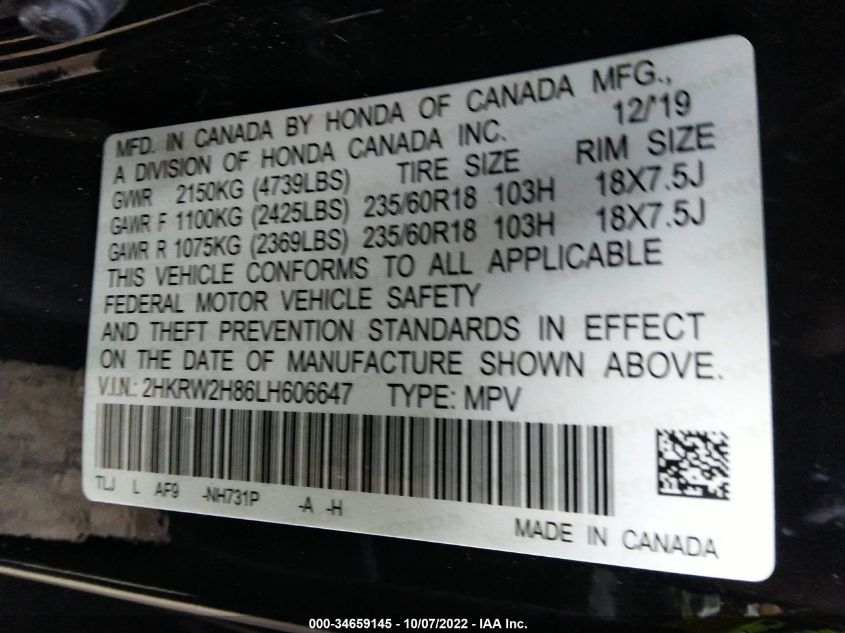 MFD. IN CANADA BY HONDA OF CANADA MFG.,
A DIVISION OF HONDA CANADA INC. 12/'19
GVWR 2150KG (4739LBS) TIRE SIZE RIM SIZE
GAWR F 1100KG (2425LBS) 235/60R18 103H 18X7.5J
GAWR R 1075KG (2369LBS) 235/60R18 103H 18X7.5J
THIS VEHICLE CONFORMS TO ALL APPLICABLE
FEDERAL MOTOR VEHICLE SAFETY
AND THEFT PREVENTION STANDARDS IN EFFECT
ON THE DATE OF MANUFACTURE SHOWN ABOVE.
V.I.N.: 2HKRW2H86LH606647 TYPE: MPV
TLJ L AF9 -NH731P -A -H
MADE IN CANADA
000-34659145 - 10/07/2022 - IAA Inc.